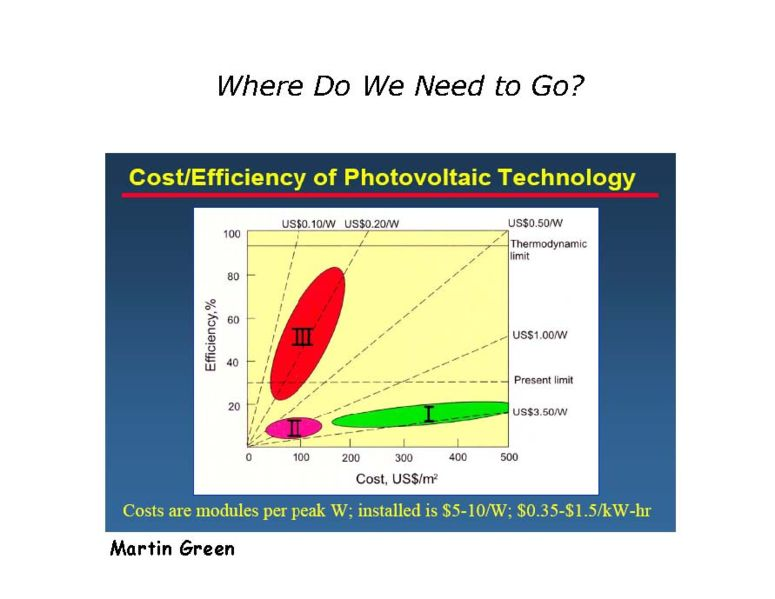 Where Do We Need to Go?
Cost/Efficiency of Photovoltaic Technology
US$0.10/W US$0.20/W US$0.50/W
100
Thermodynamic
limit
80
60
III
US$1.00/W
Efficiency,%
40
Present limit
20
I
US$3.50/W
II
0 100 200 300 400 500
Cost, US$/m²
Costs are modules per peak W; installed is $5-10/W; $0.35-$1.5/kW-hr
Martin Green